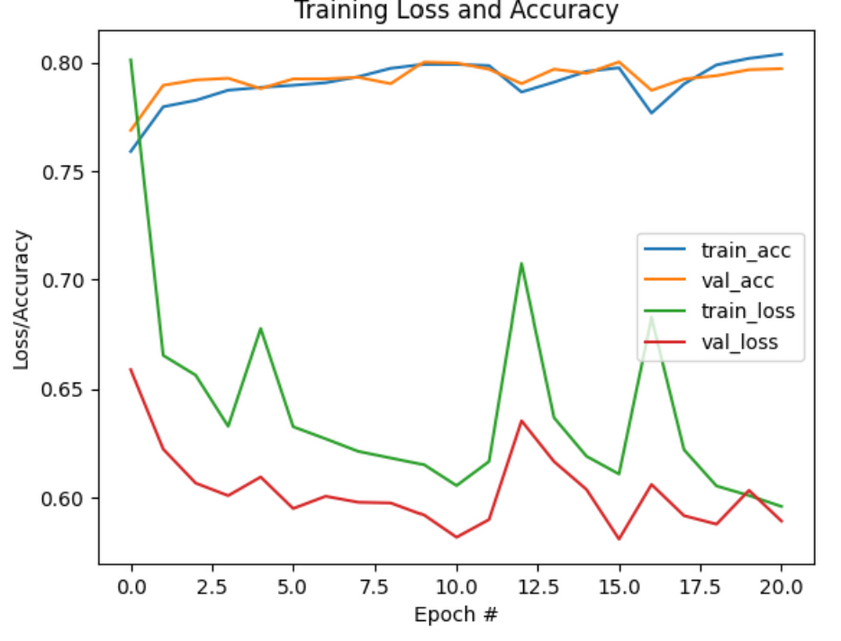 Training Loss and Accuracy
0.80
0.75
0.70
0.65
0.60
Loss/Accuracy
train_acc
val_acc
train_loss
val_loss
0.0 2.5 5.0 7.5 10.0 12.5 15.0 17.5 20.0
Epoch #